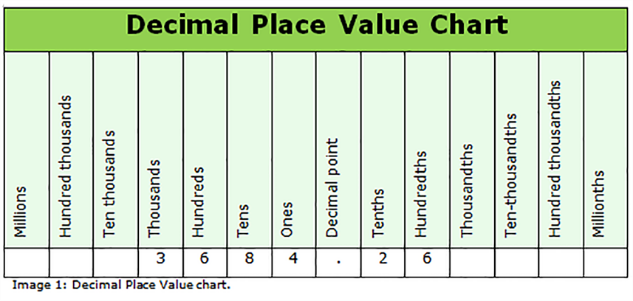 Decimal Place Value Chart
Millions
Hundred thousands
Ten thousands
Thousands
Hundreds
Tens
Ones
Decimal point
Tenths
Hundredths
Thousandths
Ten-thousandths
Hundred thousandths
Millionths
3 6 8 4 . 2 6
Image 1: Decimal Place Value chart.